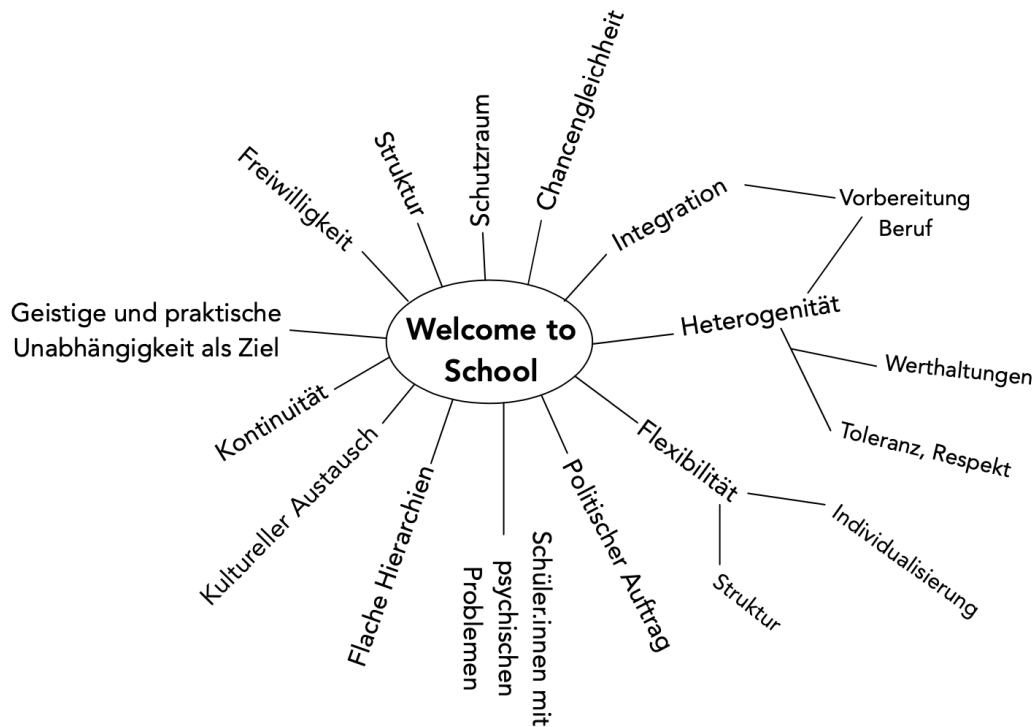 Welcome to
School
Freiwilligkeit
Struktur
Schutzraum
Chancengleichheit
Integration
Vorbereitung
Beruf
Heterogenität
Werthaltungen
Toleranz, Respekt
Flexibilität
Individualisierung
Struktur
Politischer Auftrag
Schüler.innen mit
psychischen
Problemen
Flache Hierarchien
Kultureller Austausch
Kontinuität
Geistige und praktische
Unabhängigkeit als Ziel